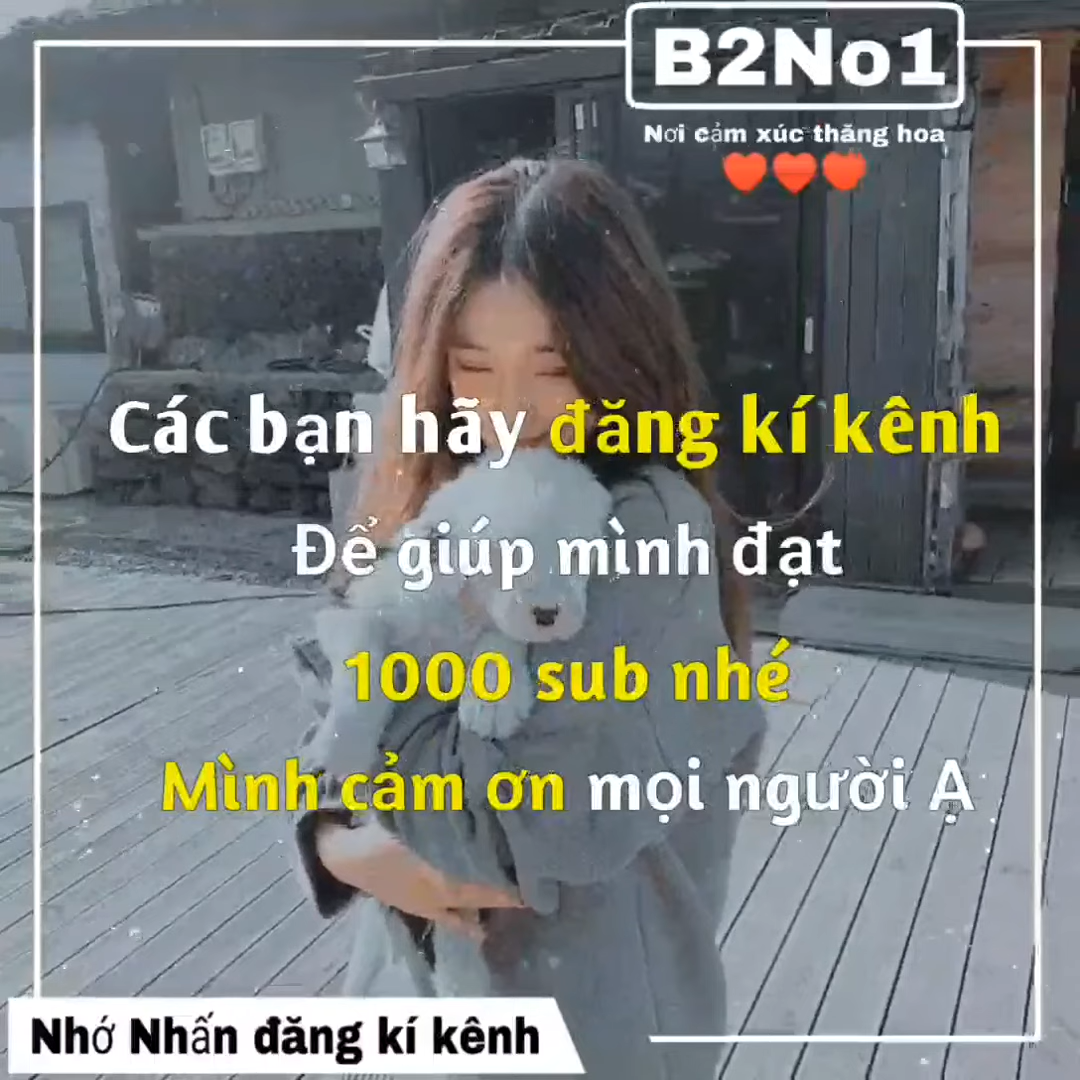 B2No1
Nơi cảm xúc thăng hoa
Các bạn hãy đăng kí kênh
Để giúp mình đạt
1000 sub nhé
Mình cảm ơn mọi người Ạ
Nhớ Nhấn đăng kí kênh